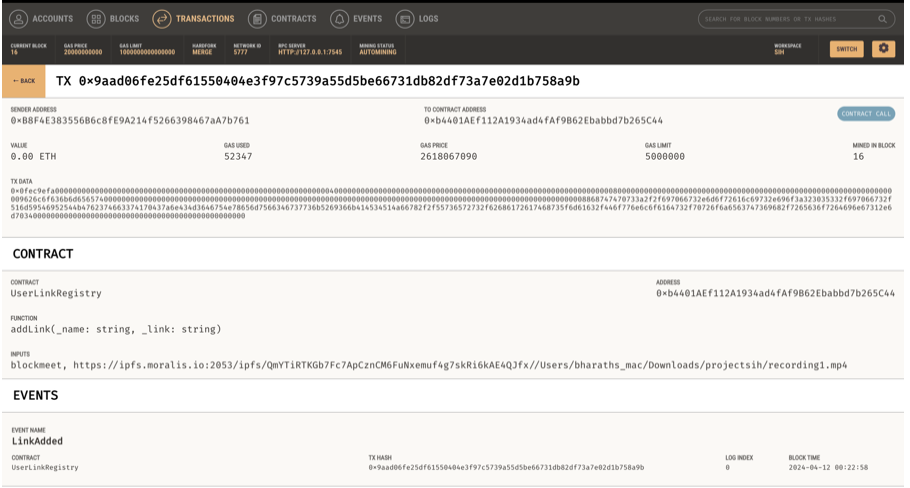 ACCOUNTS
BLOCKS
TRANSACTIONS
CONTRACTS
EVENTS
LOGS
SEARCH FOR BLOCK NUMBERS OR TX HASHES
CURRENT BLOCK
16
GAS PRICE
20000000000
GAS LIMIT
HARDFORK
MERGE
NETWORK ID
5777
RPC SERVER
HTTP://127.0.0.1:7545
MINING STATUS
AUTOMINING
WORKSPACE
SIH
SWITCH
← BACK
TX 0×9aad06fe25df61550404e3f97c5739a55d5be66731db82df73a7e02d1b758a9b
SENDER ADDRESS
0×B8F4E383556B6c8fE9A214f5266398467aA7b761
TO CONTRACT ADDRESS
0×b4401AEf112A1934ad4fAf9B62Ebabbd7b265C44
CONTRACT CALL
VALUE
0.00 ETH
GAS USED
52347
GAS PRICE
2618067090
GAS LIMIT
5000000
MINED IN BLOCK
16
TX DATA
CONTRACT
CONTRACT
UserLinkRegistry
ADDRESS
0×b4401AEf112A1934ad4fAf9B62Ebabbd7b265C44
FUNCTION
addLink(_name: string, _link: string)
INPUTS
blockmeet, https://ipfs.moralis.io:2053/ipfs/QmYTiRTKGb7Fc7ApCznCM6FuNxemuf4g7skRi6kAE4QJfx//Users/bharaths_mac/Downloads/projectsih/recording1.mp4
EVENTS
EVENT NAME
LinkAdded
CONTRACT
UserLinkRegistry
TX HASH
0×9aad06fe25df61550404e3f97c5739a55d5be66731db82df73a7e02d1b758a9b
LOG INDEX
0
BLOCK TIME
2024-04-12 00:22:58